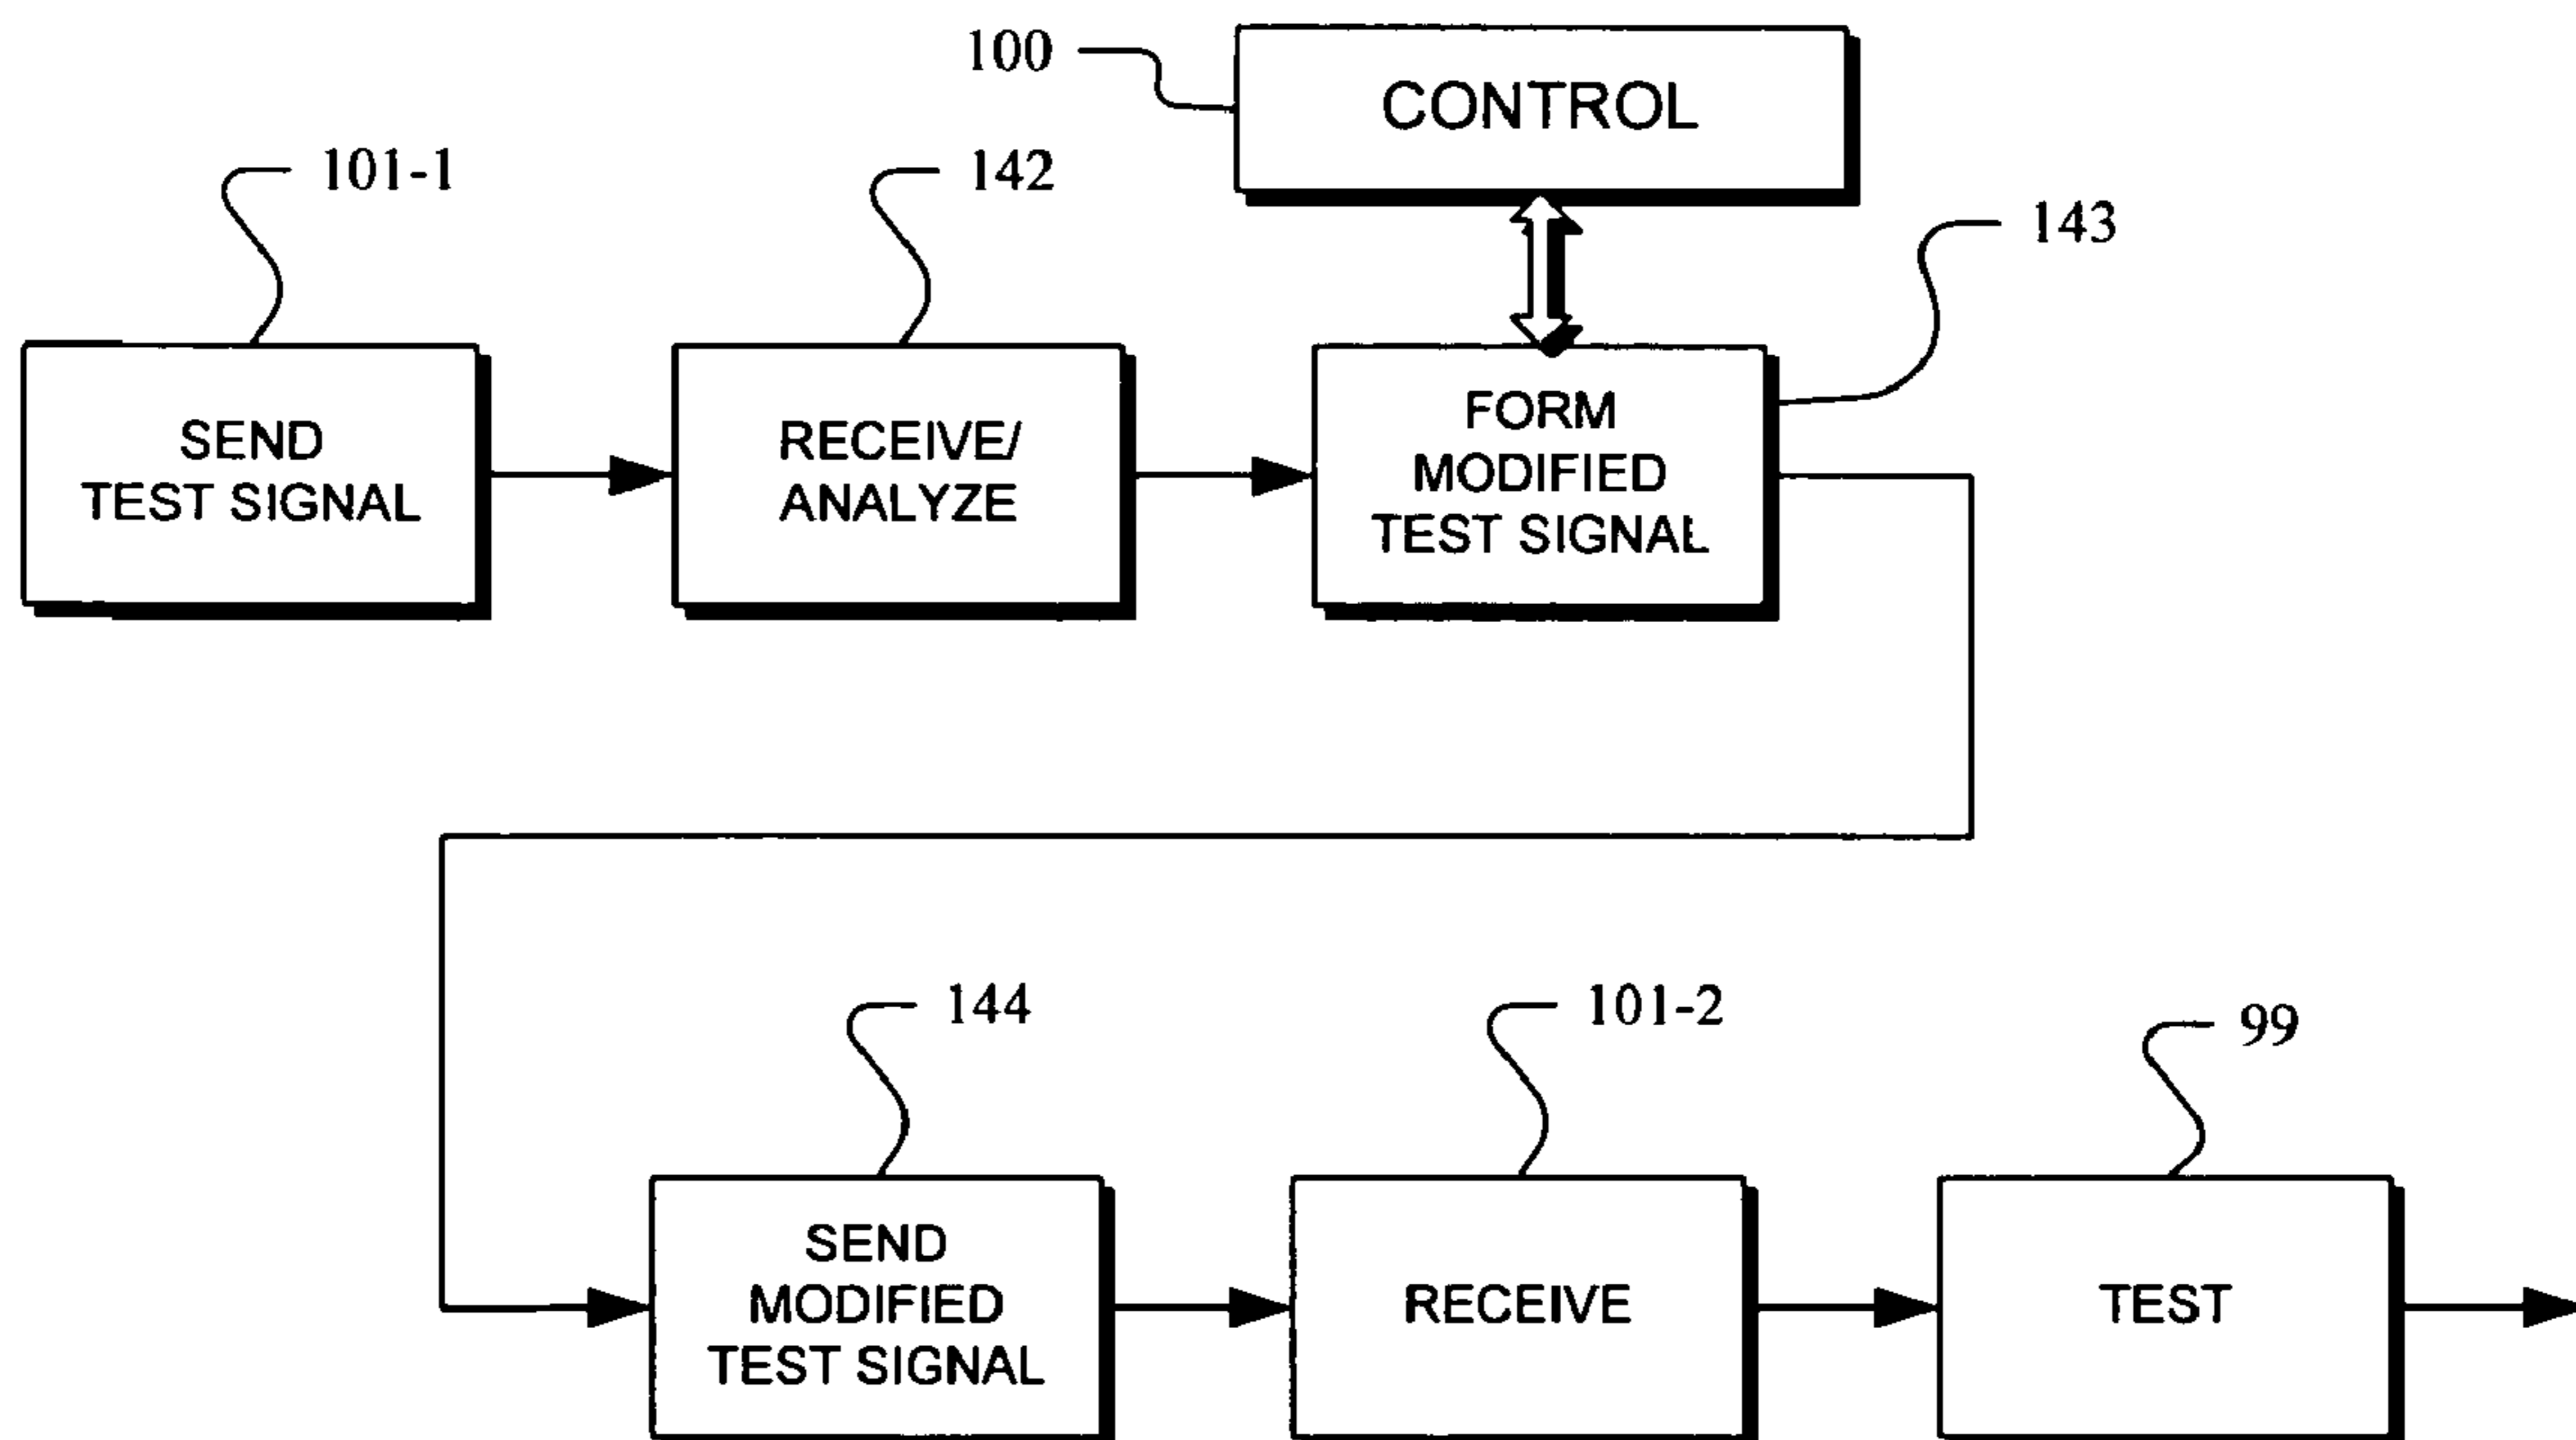 100
CONTROL
101-1
142
143
SEND
TEST SIGNAL
RECEIVE/
ANALYZE
FORM
MODIFIED
TEST SIGNAL
144
101-2
99
SEND
MODIFIED
TEST SIGNAL
RECEIVE
TEST